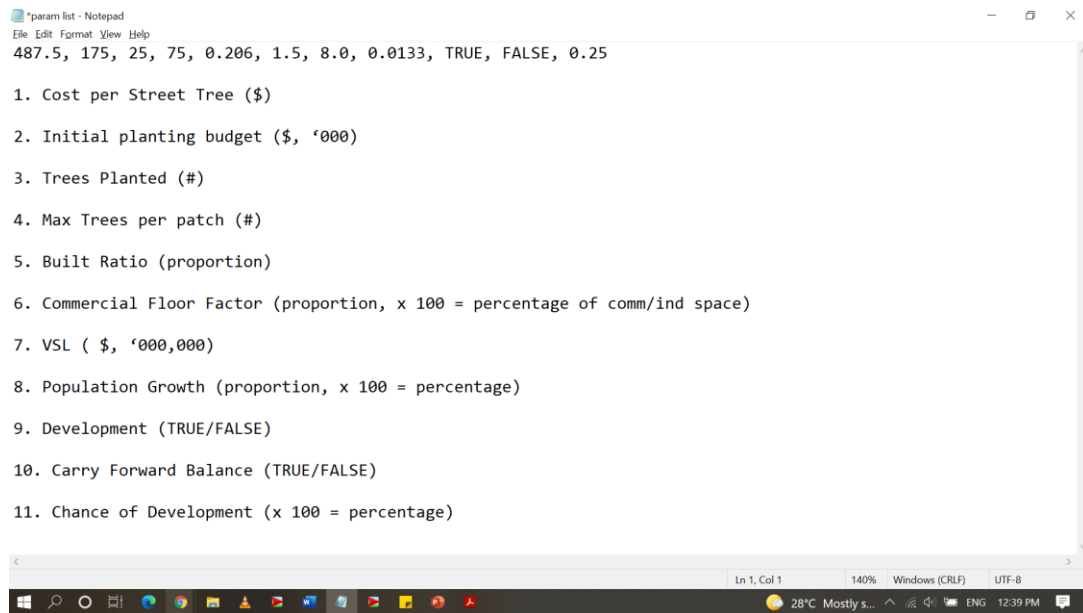 *param list - Notepad
File Edit Format View Help
487.5, 175, 25, 75, 0.206, 1.5, 8.0, 0.0133, TRUE, FALSE, 0.25
1. Cost per Street Tree ($)
2. Initial planting budget ($, ‘000)
3. Trees Planted (#)
4. Max Trees per patch (#)
5. Built Ratio (proportion)
6. Commercial Floor Factor (proportion, x 100 = percentage of comm/ind space)
7. VSL ( $, ‘000,000)
8. Population Growth (proportion, x 100 = percentage)
9. Development (TRUE/FALSE)
10. Carry Forward Balance (TRUE/FALSE)
11. Chance of Development (x 100 = percentage)
Ln 1, Col 1 140% Windows (CRLF) UTF-8
28°C Mostly s... ENG 12:39 PM